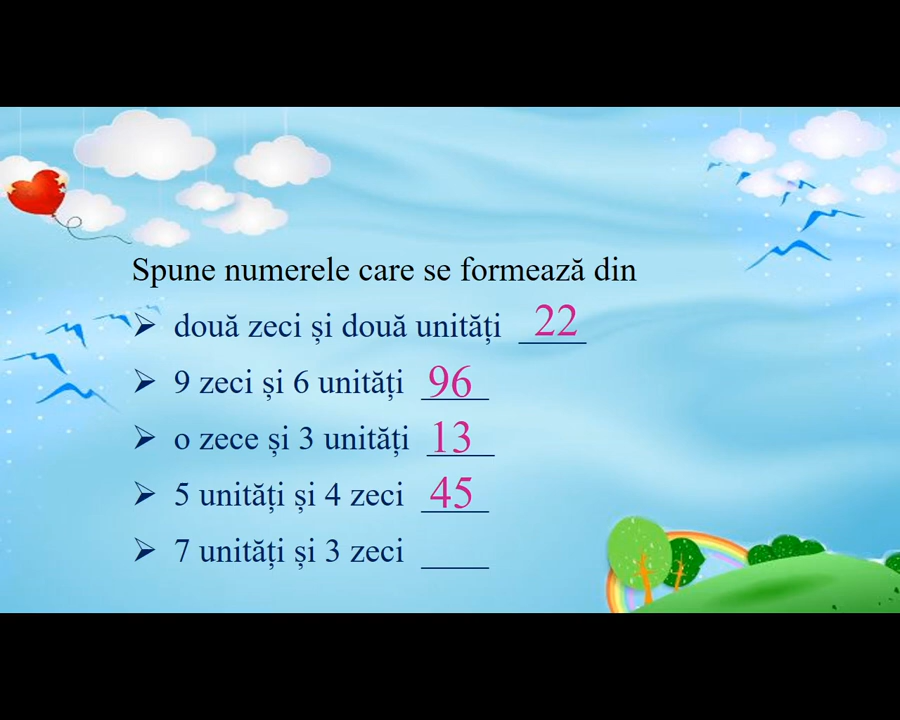 Spune numerele care se formează din
⮚ două zeci și două unități 22
⮚ 9 zeci și 6 unități 96
⮚ o zece și 3 unități 13
⮚ 5 unități și 4 zeci 45
⮚ 7 unități și 3 zeci ____